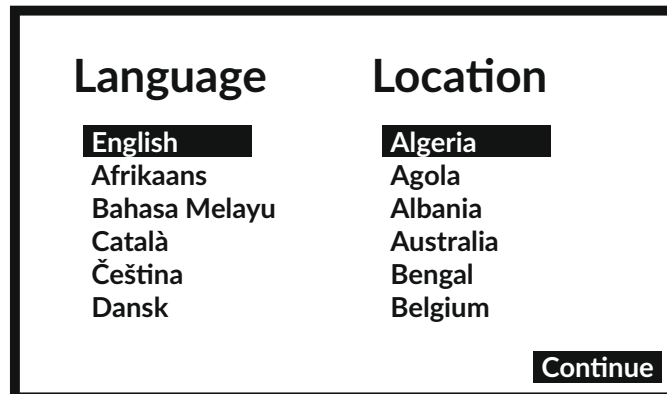 Language
Location
English
Afrikaans
Bahasa Melayu
Català
Čeština
Dansk
Algeria
Agola
Albania
Australia
Bengal
Belgium
Continue